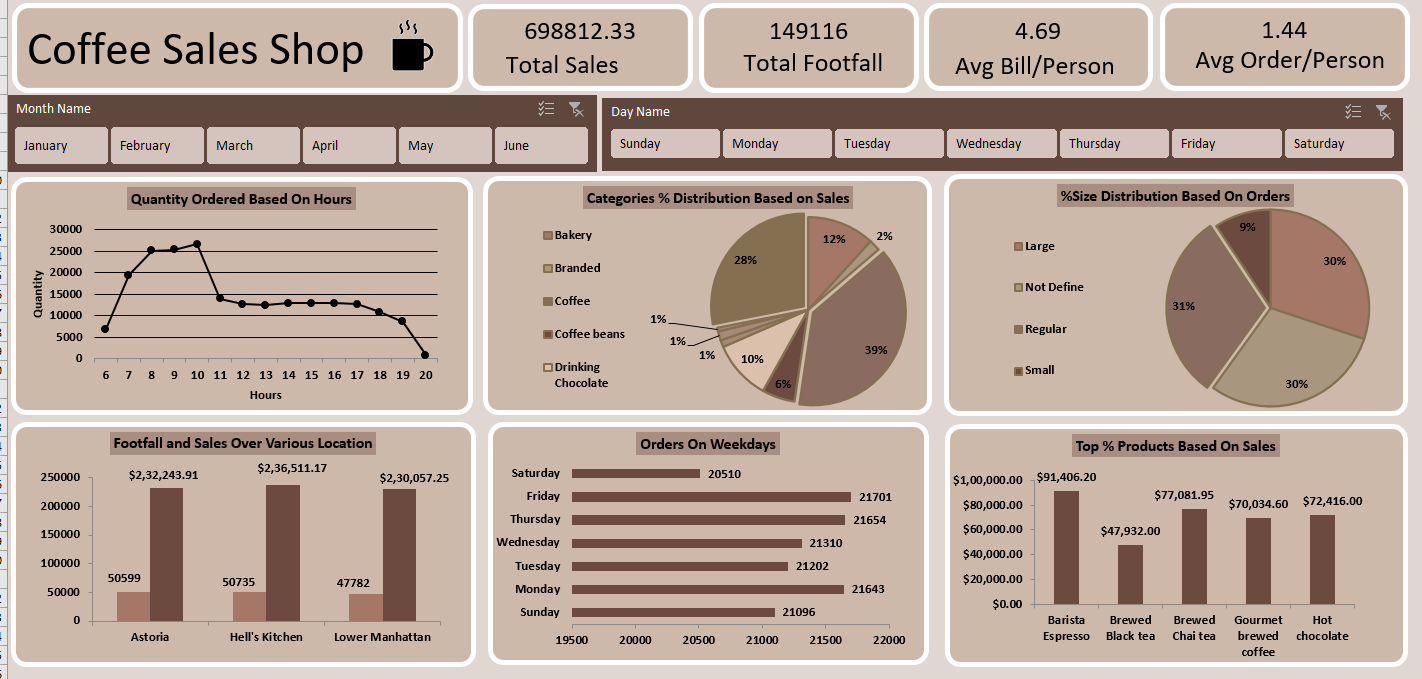 Coffee Sales Shop
698812.33
Total Sales
149116
Total Footfall
4.69
Avg Bill/Person
1.44
Avg Order/Person
Month Name
January February March April May June
Day Name
Sunday Monday Tuesday Wednesday Thursday Friday Saturday
Quantity Ordered Based On Hours
30000
25000
20000
15000
10000
5000
0
Quantity
6 7 8 9 10 11 12 13 14 15 16 17 18 19 20
Hours
Categories % Distribution Based on Sales
Bakery
Branded
Coffee
Coffee beans
Drinking
Chocolate
12%
2%
39%
6%
10%
1%
1%
1%
28%
%Size Distribution Based On Orders
Large
Not Define
Regular
Small
30%
30%
31%
9%
Footfall and Sales Over Various Location
250000
200000
150000
100000
50000
0
50599
$2,32,243.91
50735
$2,36,511.17
47782
$2,30,057.25
Astoria Hell's Kitchen Lower Manhattan
Orders On Weekdays
Saturday 20510
Friday 21701
Thursday 21654
Wednesday 21310
Tuesday 21202
Monday 21643
Sunday 21096
19500 20000 20500 21000 21500 22000
Top % Products Based On Sales
$1,00,000.00
$80,000.00
$60,000.00
$40,000.00
$20,000.00
$0.00
$91,406.20
$47,932.00
$77,081.95
$70,034.60
$72,416.00
Barista
Espresso
Brewed
Black tea
Brewed
Chai tea
Gourmet
brewed
coffee
Hot
chocolate